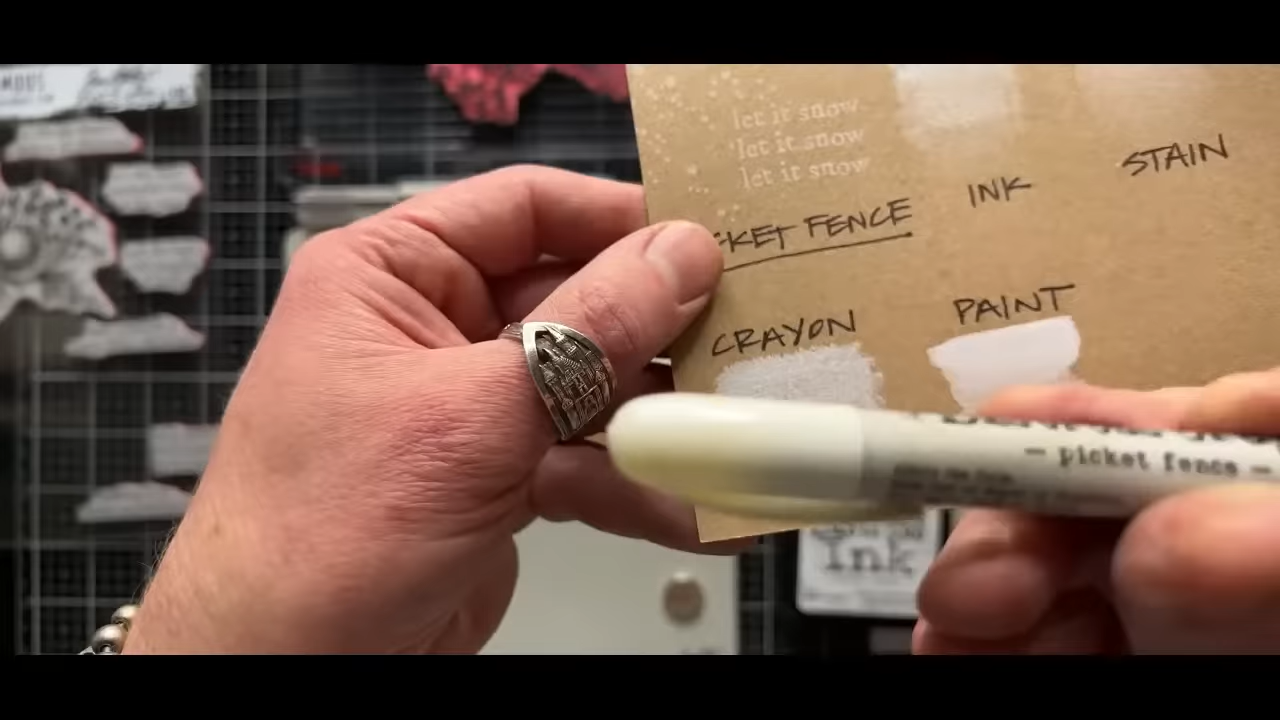 let it snow
let it snow
let it snow
STAIN
INK
CKET FENCE
PAINT
CRAYON
— picket fence —
Ink